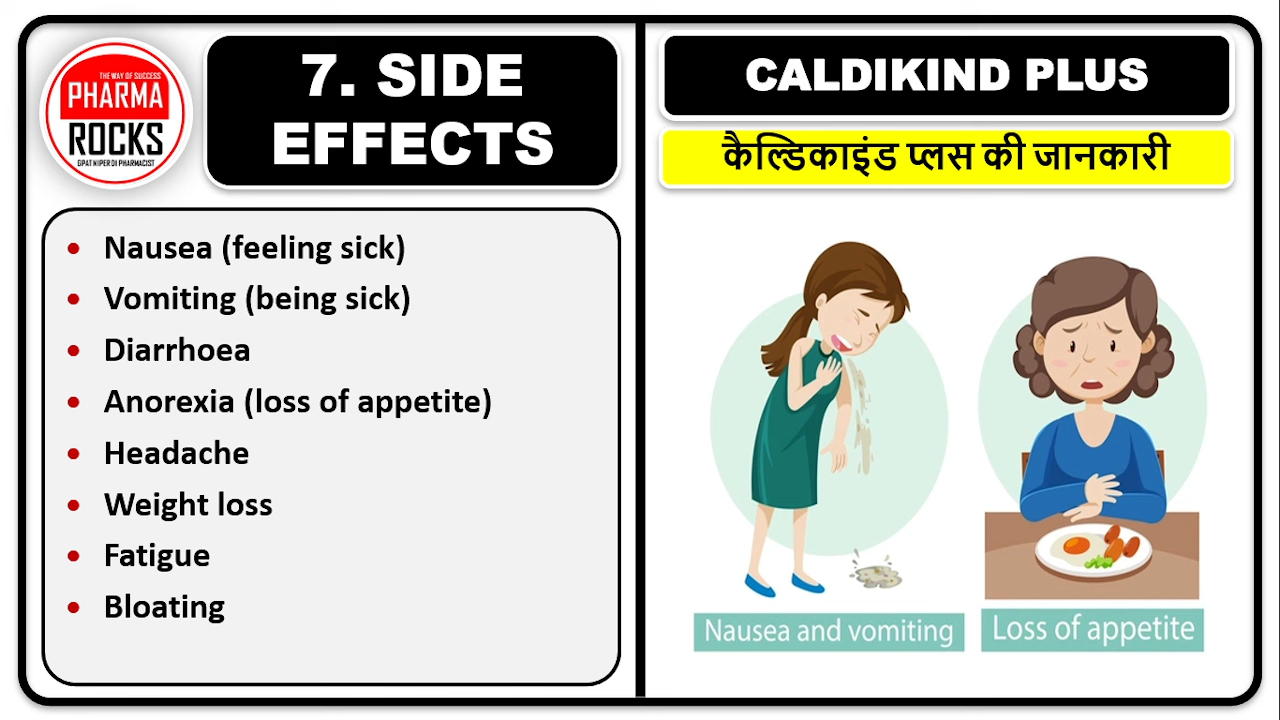 THE WAY OF SUCCESS
PHARMA
ROCKS
GPAT NIPER DI PHARMACIST
7. SIDE
EFFECTS
CALDIKIND PLUS
कैल्डिकाइंड प्लस की जानकारी
• Nausea (feeling sick)
• Vomiting (being sick)
• Diarrhoea
• Anorexia (loss of appetite)
• Headache
• Weight loss
• Fatigue
• Bloating
Nausea and vomiting
Loss of appetite